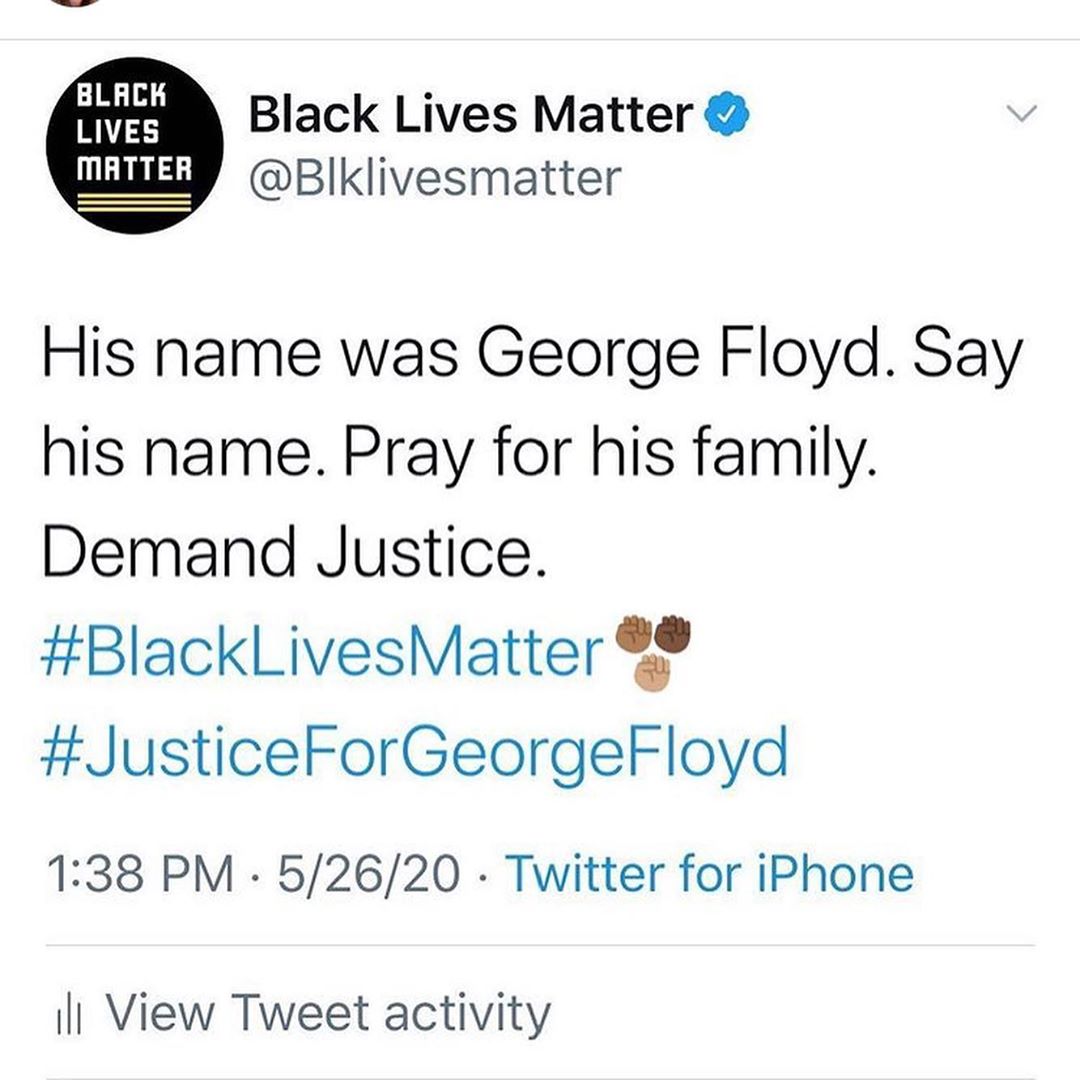 BLACK
LIVES
MATTER
Black Lives Matter
@Blklivesmatter
His name was George Floyd. Say
his name. Pray for his family.
Demand Justice.
#BlackLivesMatter✊🏾✊🏿✊🏼
#JusticeForGeorgeFloyd
1:38 PM · 5/26/20 · Twitter for iPhone
View Tweet activity